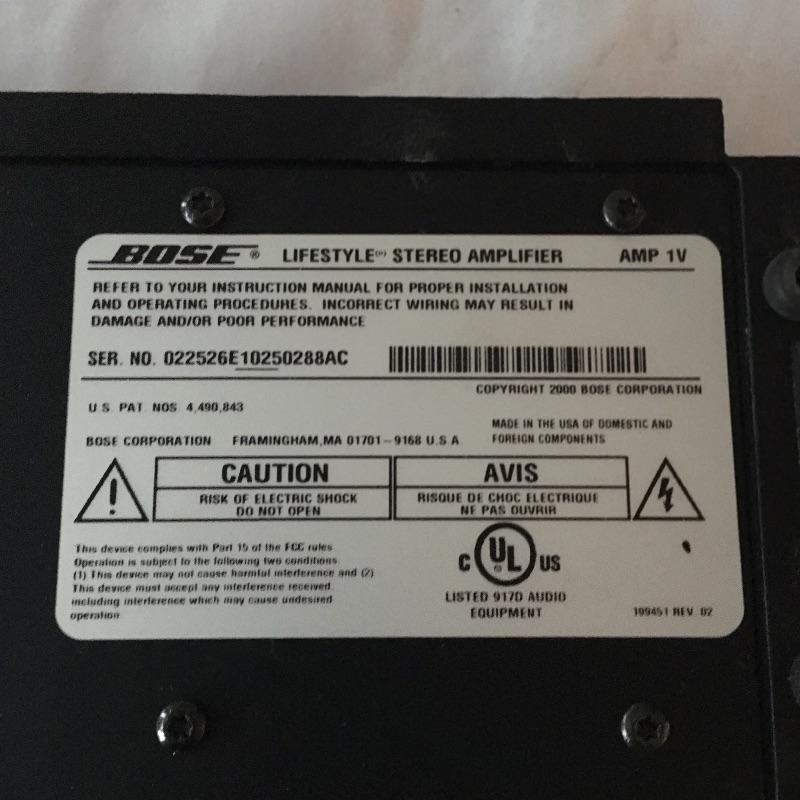 BOSE® LIFESTYLE STEREO AMPLIFIER AMP 1V
REFER TO YOUR INSTRUCTION MANUAL FOR PROPER INSTALLATION
AND OPERATING PROCEDURES. INCORRECT WIRING MAY RESULT IN
DAMAGE AND/OR POOR PERFORMANCE
SER. NO. 022526E10250288AC
COPYRIGHT 2000 BOSE CORPORATION
U.S. PAT. NOS. 4,490,843
MADE IN THE USA OF DOMESTIC AND
FOREIGN COMPONENTS
BOSE CORPORATION FRAMINGHAM, MA 01701-9168 U.S.A.
CAUTION
RISK OF ELECTRIC SHOCK
DO NOT OPEN
AVIS
RISQUE DE CHOC ELECTRIQUE
NE PAS OUVRIR
This device complies with Part 15 of the FCC rules.
Operation is subject to the following two conditions.
(1) This device may not cause harmful interference and (2)
This device must accept any interference received.
including interference which may cause undesired
operation
C UL® US
LISTED 917D AUDIO
EQUIPMENT
199451 REV. 02